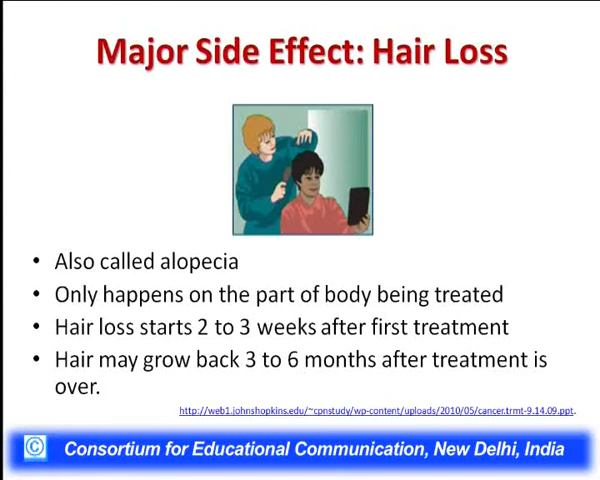 Major Side Effect: Hair Loss
• Also called alopecia
• Only happens on the part of body being treated
• Hair loss starts 2 to 3 weeks after first treatment
• Hair may grow back 3 to 6 months after treatment is
over.
http://web1.johnshopkins.edu/~cpnstudy/wp-content/uploads/2010/05/cancer.trmt-9.14.09.ppt.
© Consortium for Educational Communication, New Delhi, India